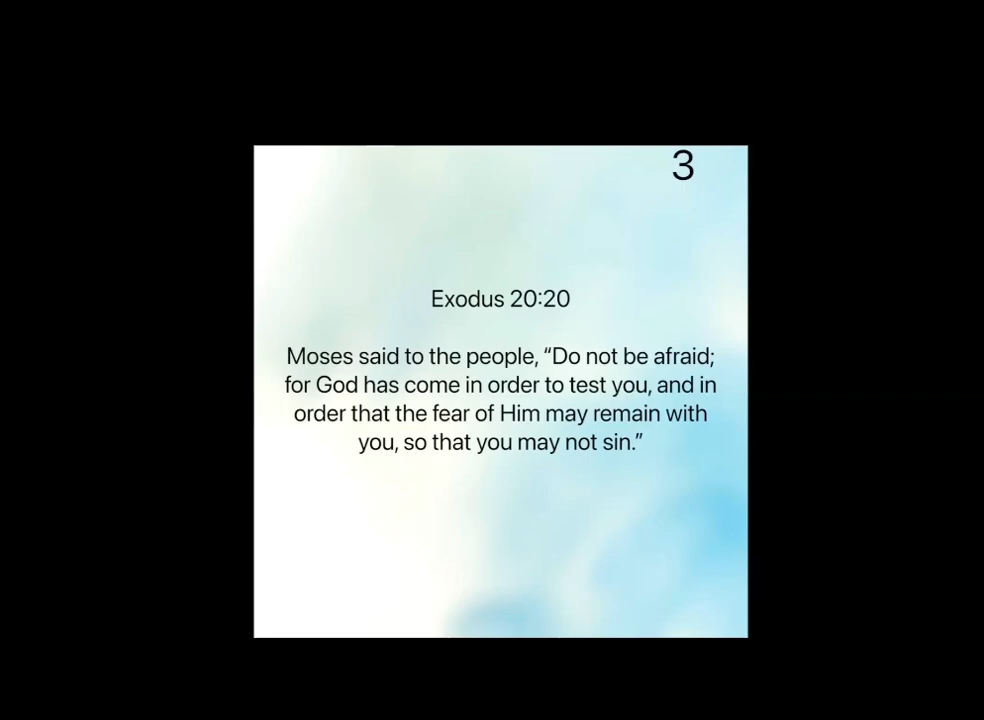 3
Exodus 20:20
Moses said to the people, “Do not be afraid;
for God has come in order to test you, and in
order that the fear of Him may remain with
you, so that you may not sin.”